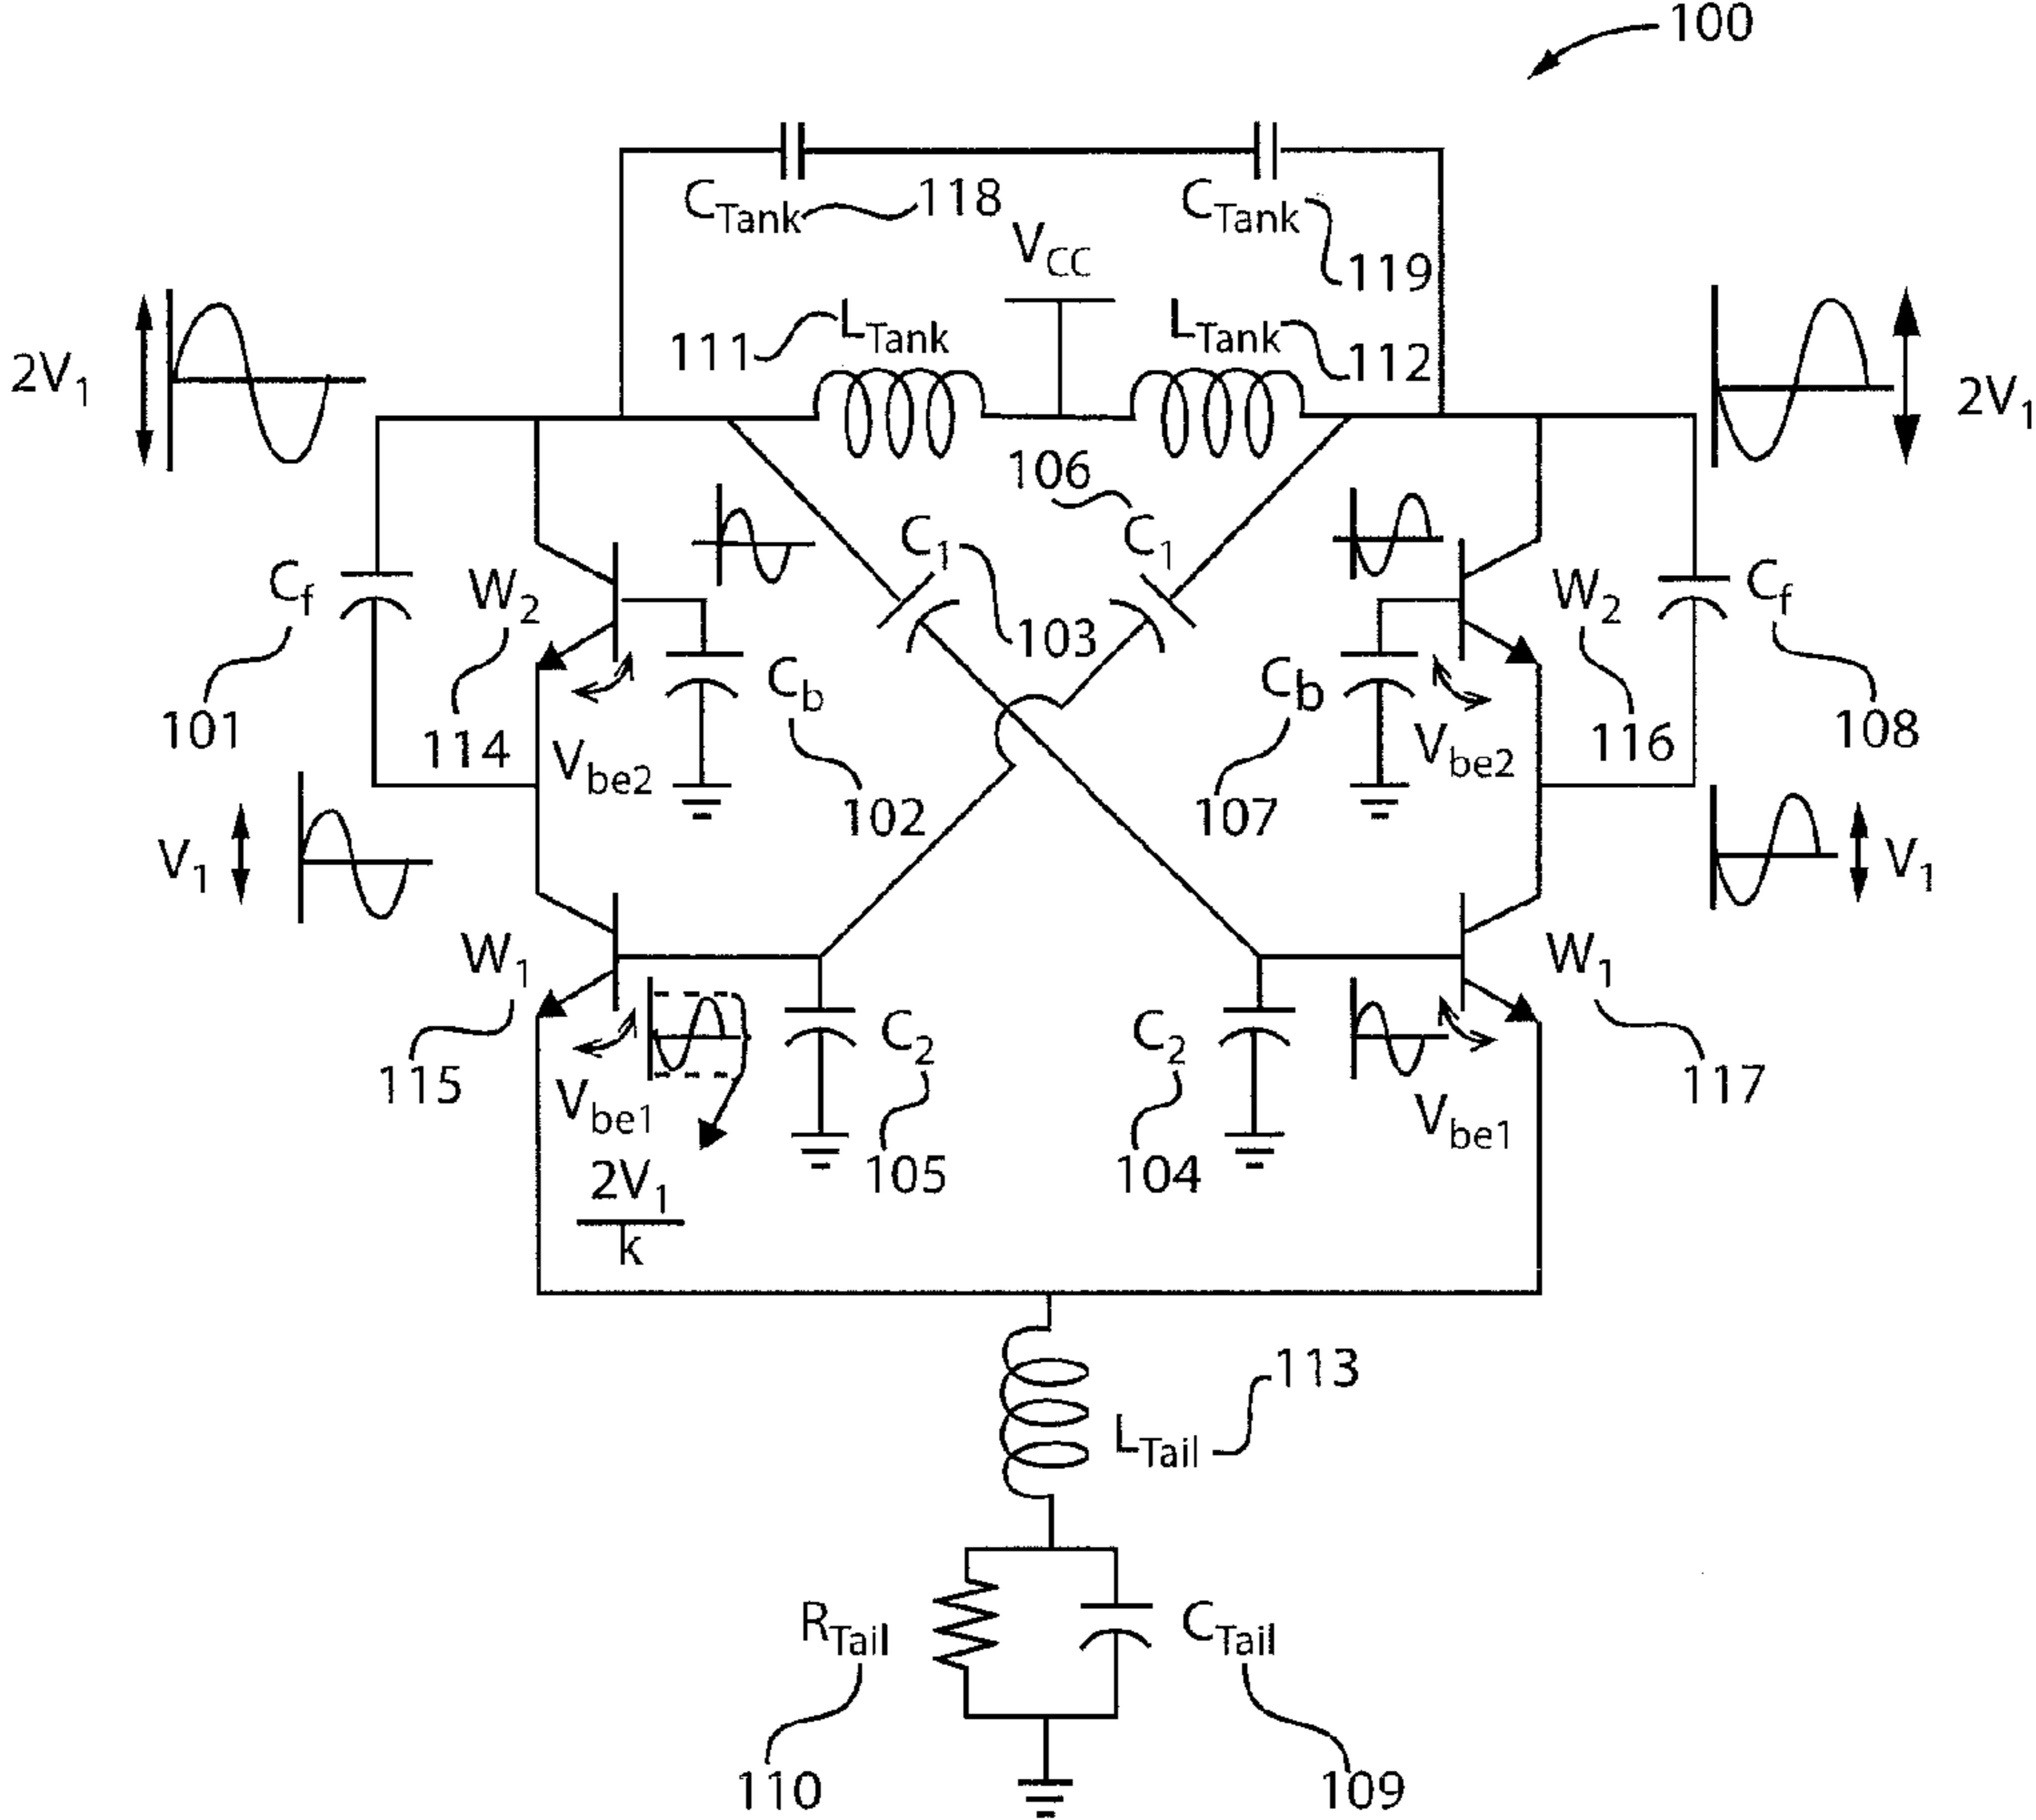 100
C_Tank 118
C_Tank 119
V_CC
111 L_Tank
L_Tank 112
2V_1
2V_1
106
C_f
W_2
C_1
C_1
W_2
C_f
103
101
114
V_be2
C_b
102
C_b
107
V_be2
116
108
V_1
V_1
W_1
W_1
115
V_be1
C_2
105
C_2
104
V_be1
117
2V_1
k
113
L_Tail
R_Tail
C_Tail
110
109